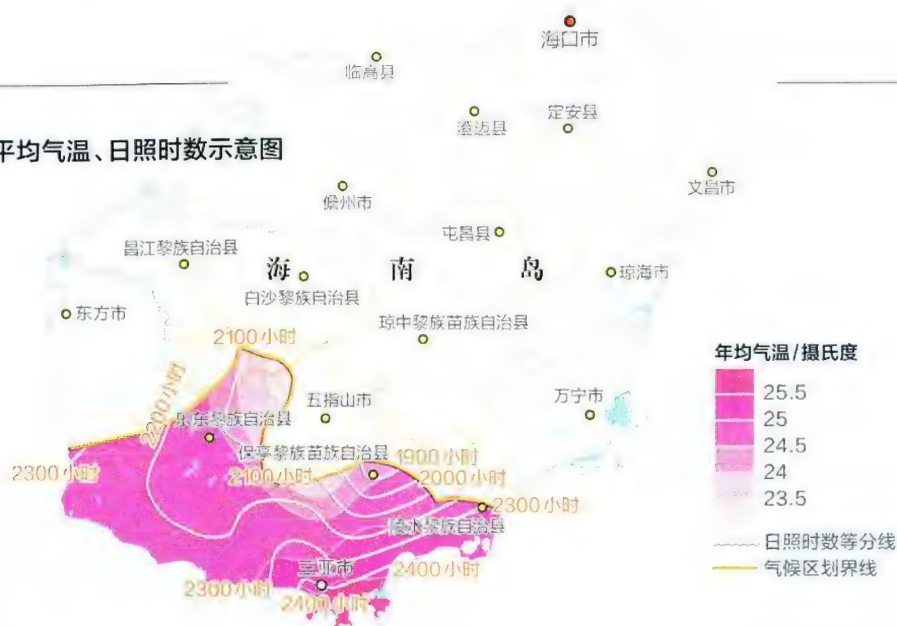 海口市
临高县
澄迈县
定安县
平均气温、日照时数示意图
文昌市
儋州市
屯昌县
昌江黎族自治县
海南岛
琼海市
白沙黎族自治县
东方市
琼中黎族苗族自治县
2100小时
年均气温/摄氏度
25.5
25
24.5
24
23.5
2200小时
五指山市
万宁市
乐东黎族自治县
保亭黎族苗族自治县
1900小时
2300小时
2100小时
2000小时
2300小时
陵水黎族自治县
日照时数等分线
2400小时
气候区划界线
三亚市
2300小时
2400小时